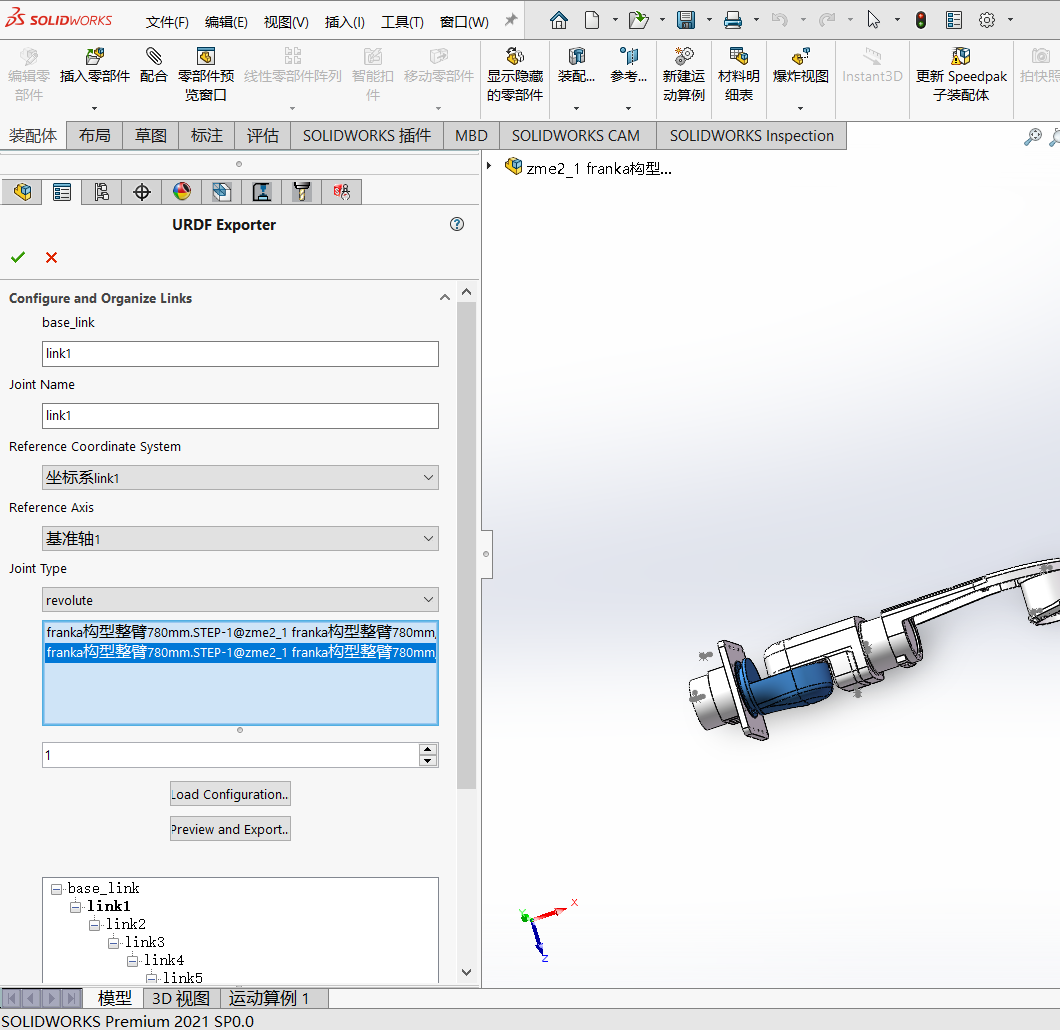 SOLIDWORKS 文件(F) 编辑(E) 视图(V) 插入(I) 工具(T) 窗口(W)
编辑零部件 插入零部件 配合 零部件预览窗口 线性零部件阵列 智能扣件 移动零部件 显示隐藏的零部件 装配... 参考... 新建运动算例 材料明细表 爆炸视图 Instant3D 更新 Speedpak 子装配体 拍快照
装配体 布局 草图 标注 评估 SOLIDWORKS 插件 MBD SOLIDWORKS CAM SOLIDWORKS Inspection
zme2_1 franka构型...
URDF Exporter
Configure and Organize Links
base_link
link1
Joint Name
link1
Reference Coordinate System
坐标系link1
Reference Axis
基准轴1
Joint Type
revolute
franka构型整臂780mm.STEP-1@zme2_1 franka构型整臂780mm
franka构型整臂780mm.STEP-1@zme2_1 franka构型整臂780mm
1
Load Configuration..
Preview and Export..
base_link
link1
link2
link3
link4
link5
X
Y
Z
模型 3D 视图 运动算例 1
SOLIDWORKS Premium 2021 SP0.0